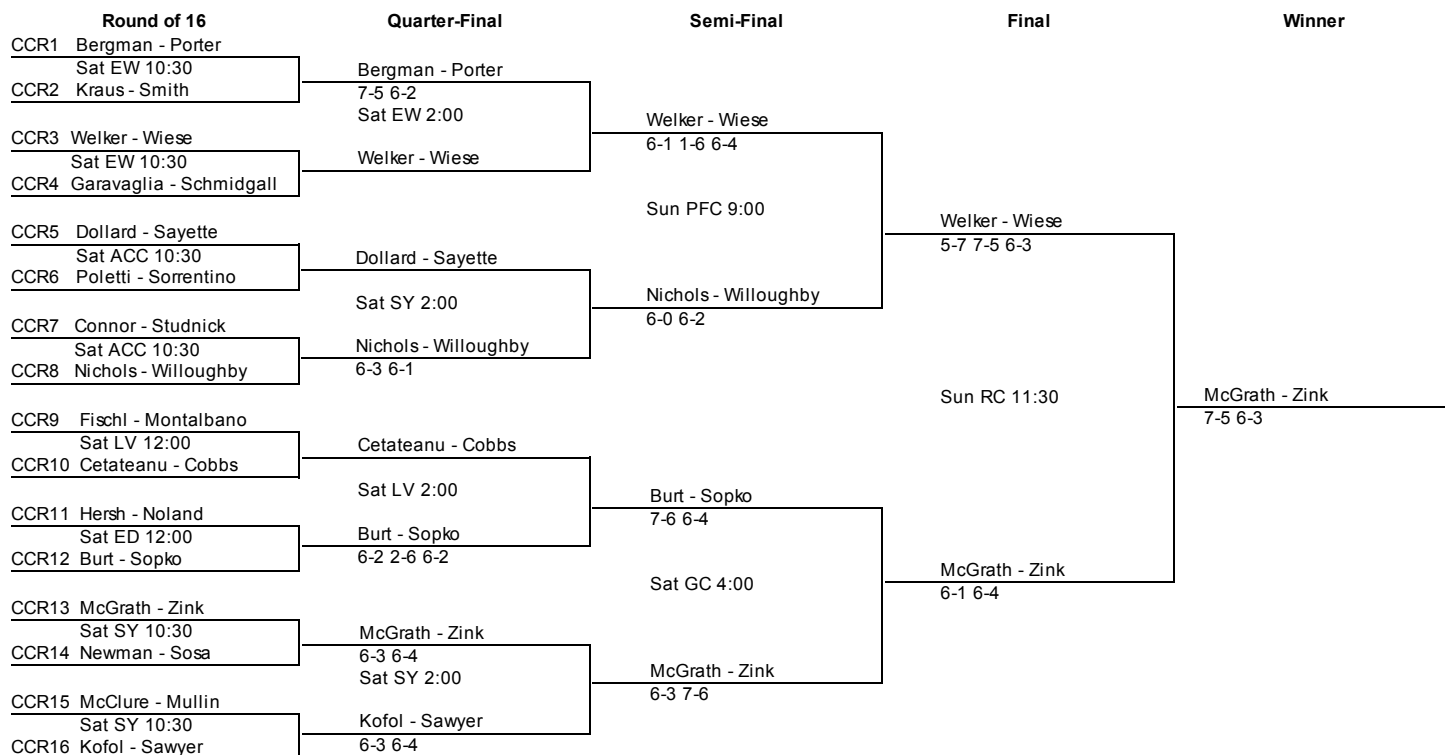 Round of 16 Quarter-Final Semi-Final Final Winner
CCR1 Bergman - Porter
Sat EW 10:30
CCR2 Kraus - Smith
CCR3 Welker - Wiese
Sat EW 10:30
CCR4 Garavaglia - Schmidgall
CCR5 Dollard - Sayette
Sat ACC 10:30
CCR6 Poletti - Sorrentino
CCR7 Connor - Studnick
Sat ACC 10:30
CCR8 Nichols - Willoughby
CCR9 Fischl - Montalbano
Sat LV 12:00
CCR10 Cetateanu - Cobbs
CCR11 Hersh - Noland
Sat ED 12:00
CCR12 Burt - Sopko
CCR13 McGrath - Zink
Sat SY 10:30
CCR14 Newman - Sosa
CCR15 McClure - Mullin
Sat SY 10:30
CCR16 Kofol - Sawyer
Bergman - Porter
7-5 6-2
Sat EW 2:00
Welker - Wiese
Dollard - Sayette
Sat SY 2:00
Nichols - Willoughby
6-3 6-1
Cetateanu - Cobbs
Sat LV 2:00
Burt - Sopko
6-2 2-6 6-2
McGrath - Zink
6-3 6-4
Sat SY 2:00
Kofol - Sawyer
6-3 6-4
Welker - Wiese
6-1 1-6 6-4
Sun PFC 9:00
Nichols - Willoughby
6-0 6-2
Burt - Sopko
7-6 6-4
Sat GC 4:00
McGrath - Zink
6-3 7-6
Welker - Wiese
5-7 7-5 6-3
Sun RC 11:30
McGrath - Zink
6-1 6-4
McGrath - Zink
7-5 6-3